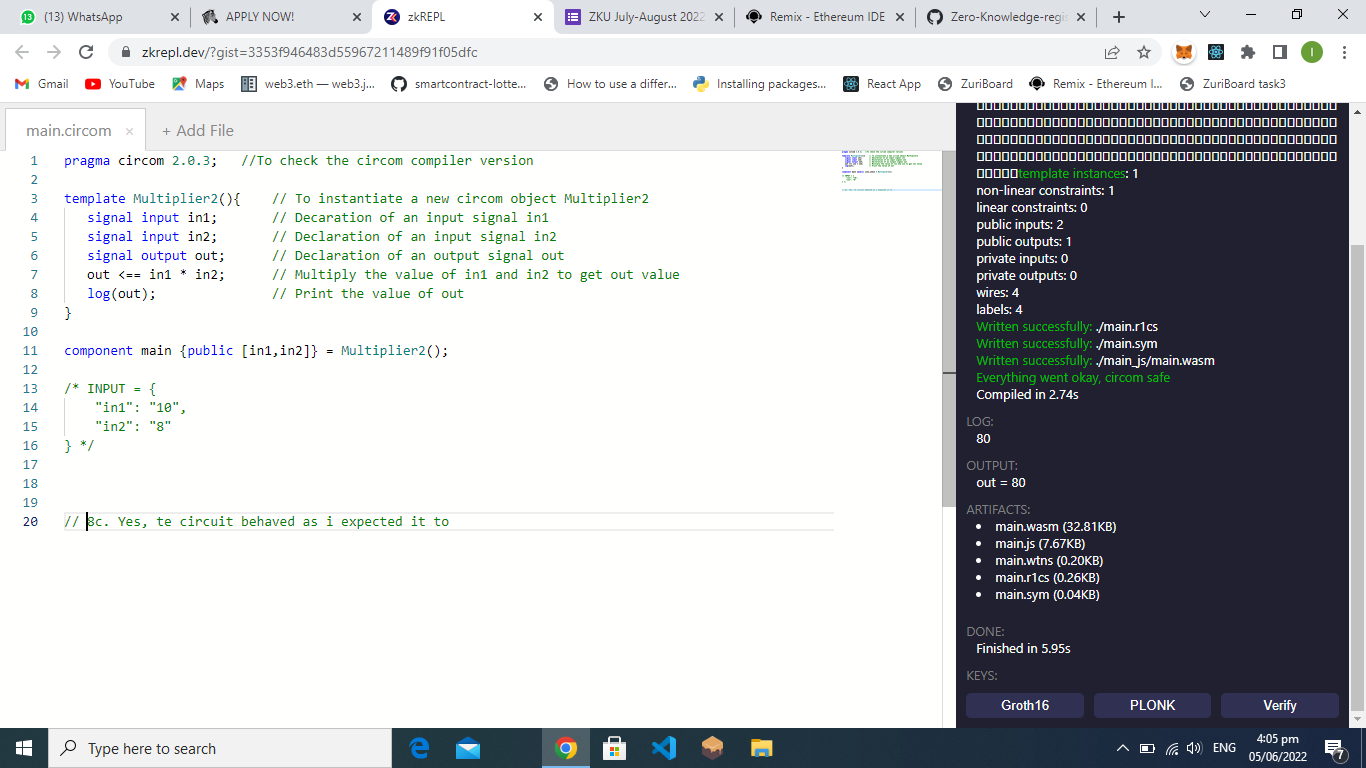 (13) WhatsApp
APPLY NOW!
zkREPL
ZKU July-August 2022
Remix - Ethereum IDE
Zero-Knowledge-regi
zkrepl.dev/?gist=3353f946483d55967211489f91f05dfc
I
Gmail
YouTube
Maps
web3.eth — web3.j...
smartcontract-lotte...
How to use a differ...
Installing packages...
React App
ZuriBoard
Remix - Ethereum I...
ZuriBoard task3
main.circom
+ Add File
1 pragma circom 2.0.3; //To check the circom compiler version
2
3 template Multiplier2(){ // To instantiate a new circom object Multiplier2
4 signal input in1; // Decaration of an input signal in1
5 signal input in2; // Declaration of an input signal in2
6 signal output out; // Declaration of an output signal out
7 out <== in1 * in2; // Multiply the value of in1 and in2 to get out value
8 log(out); // Print the value of out
9 }
10
11 component main {public [in1,in2]} = Multiplier2();
12
13 /* INPUT = {
14 "in1": "10",
15 "in2": "8"
16 } */
17
18
19
20 // 8c. Yes, te circuit behaved as i expected it to
template instances: 1
non-linear constraints: 1
linear constraints: 0
public inputs: 2
public outputs: 1
private inputs: 0
private outputs: 0
wires: 4
labels: 4
Written successfully: ./main.r1cs
Written successfully: ./main.sym
Written successfully: ./main_js/main.wasm
Everything went okay, circom safe
Compiled in 2.74s
LOG:
80
OUTPUT:
out = 80
ARTIFACTS:
main.wasm (32.81KB)
main.js (7.67KB)
main.wtns (0.20KB)
main.r1cs (0.26KB)
main.sym (0.04KB)
DONE:
Finished in 5.95s
KEYS:
Groth16
PLONK
Verify
Type here to search
ENG
4:05 pm
05/06/2022
7